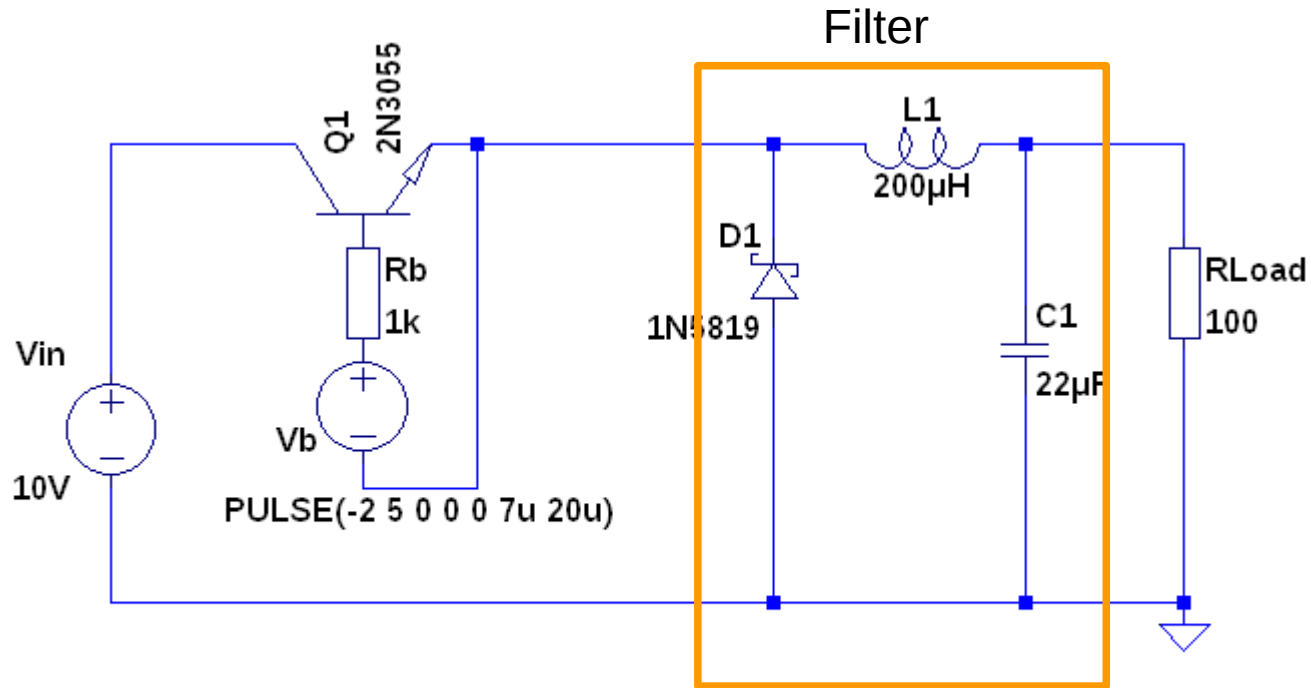 Filter
Q1
2N3055
L1
200µH
D1
1N5819
Rb
1k
RLoad
100
C1
22µF
Vin
10V
Vb
PULSE(-2 5 0 0 0 7u 20u)